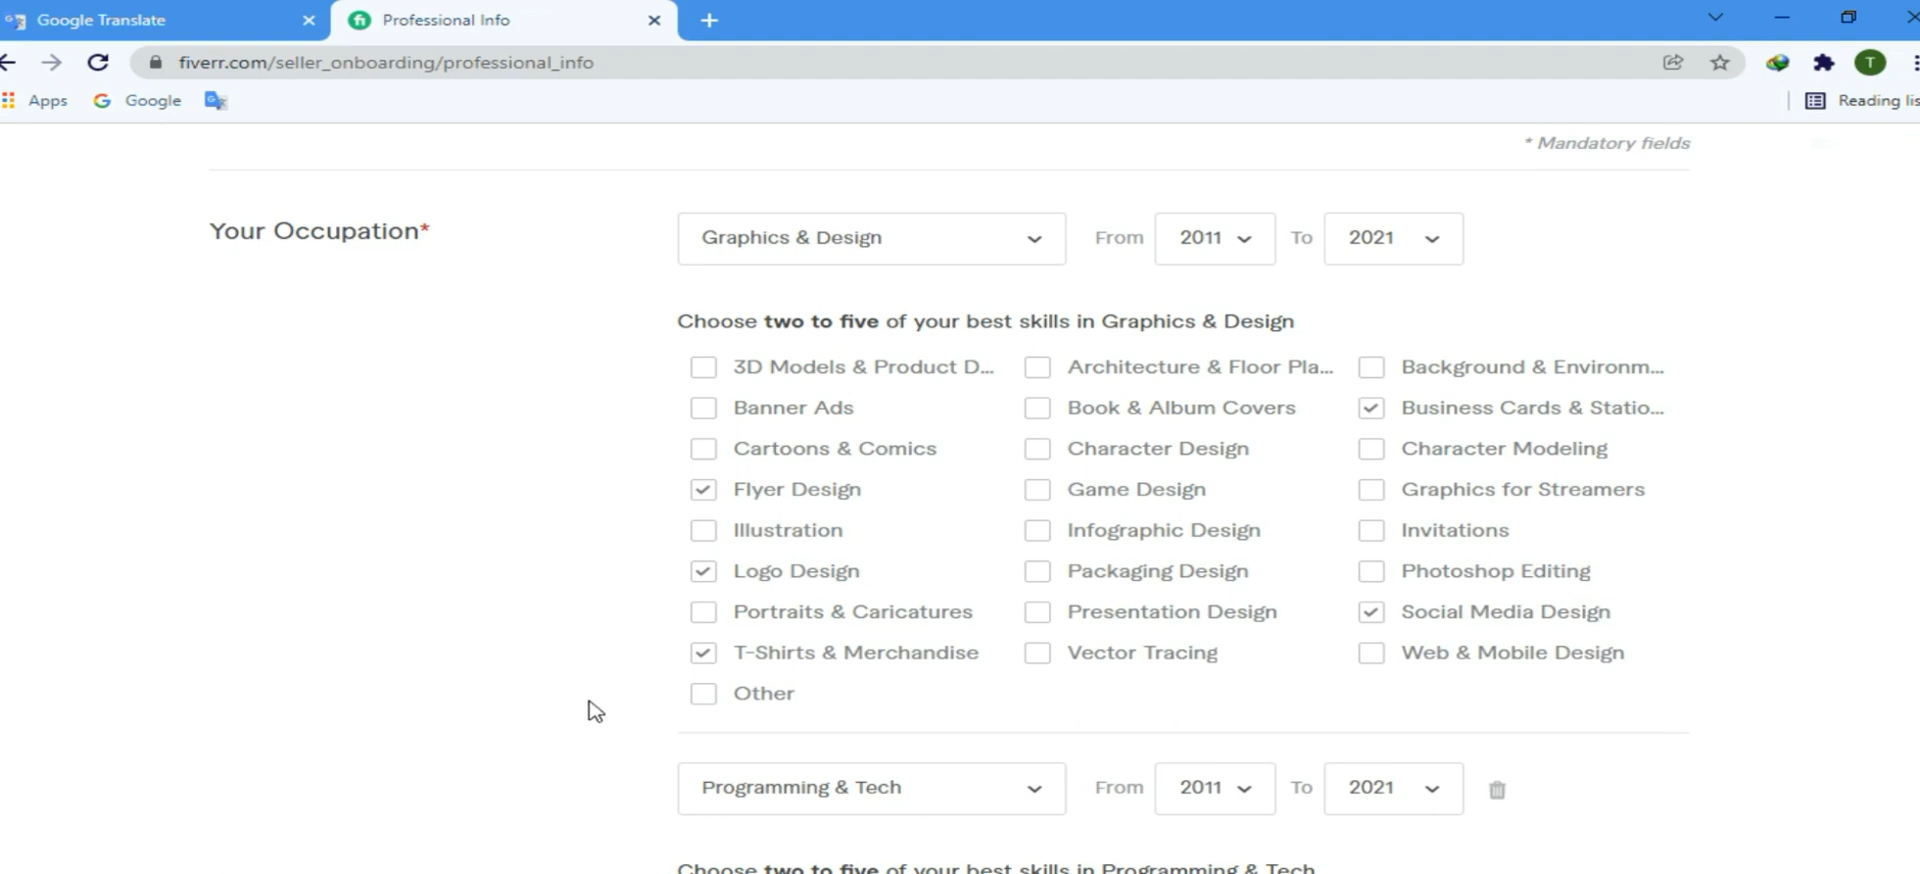 Google Translate
Professional Info
fiverr.com/seller_onboarding/professional_info
T
Apps
Google
Reading lis
* Mandatory fields
Your Occupation*
Graphics & Design From 2011 To 2021
Choose two to five of your best skills in Graphics & Design
3D Models & Product D... Architecture & Floor Pla... Background & Environm...
Banner Ads Book & Album Covers Business Cards & Statio...
Cartoons & Comics Character Design Character Modeling
Flyer Design Game Design Graphics for Streamers
Illustration Infographic Design Invitations
Logo Design Packaging Design Photoshop Editing
Portraits & Caricatures Presentation Design Social Media Design
T-Shirts & Merchandise Vector Tracing Web & Mobile Design
Other
Programming & Tech From 2011 To 2021
Choose two to five of your best skills in Programming & Tech